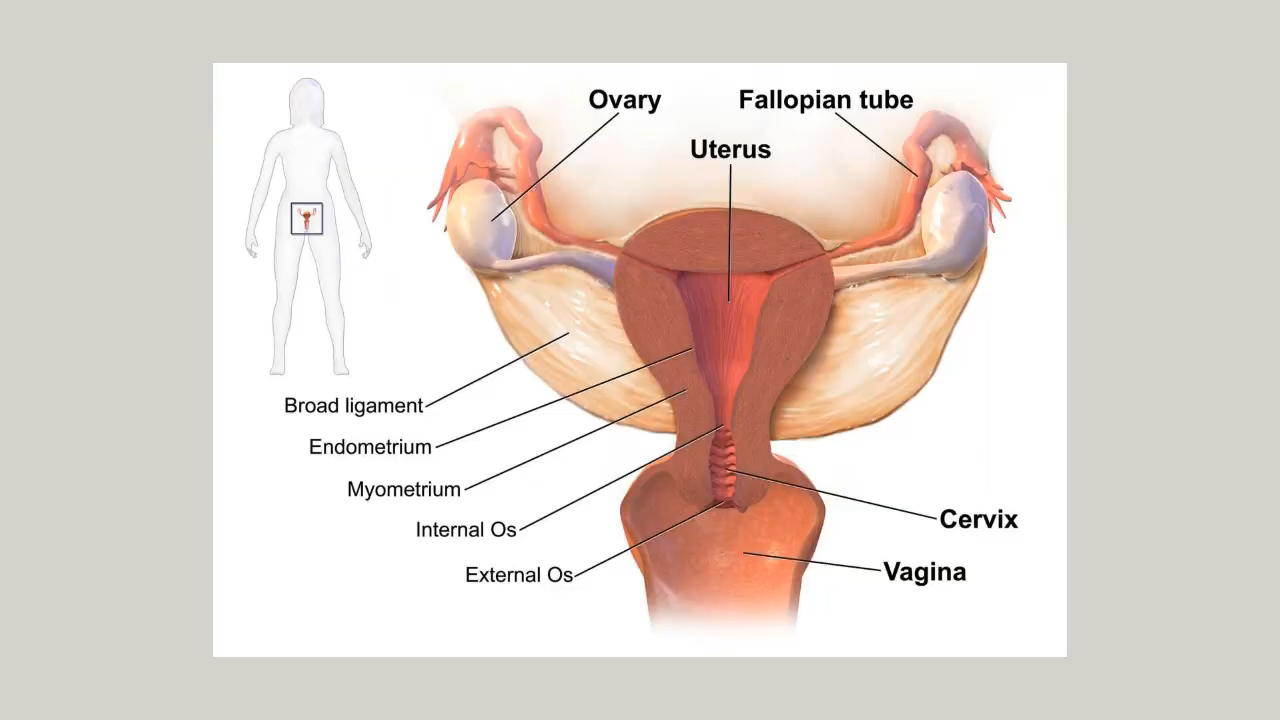 Ovary
Fallopian tube
Uterus
Broad ligament
Endometrium
Myometrium
Internal Os
External Os
Cervix
Vagina